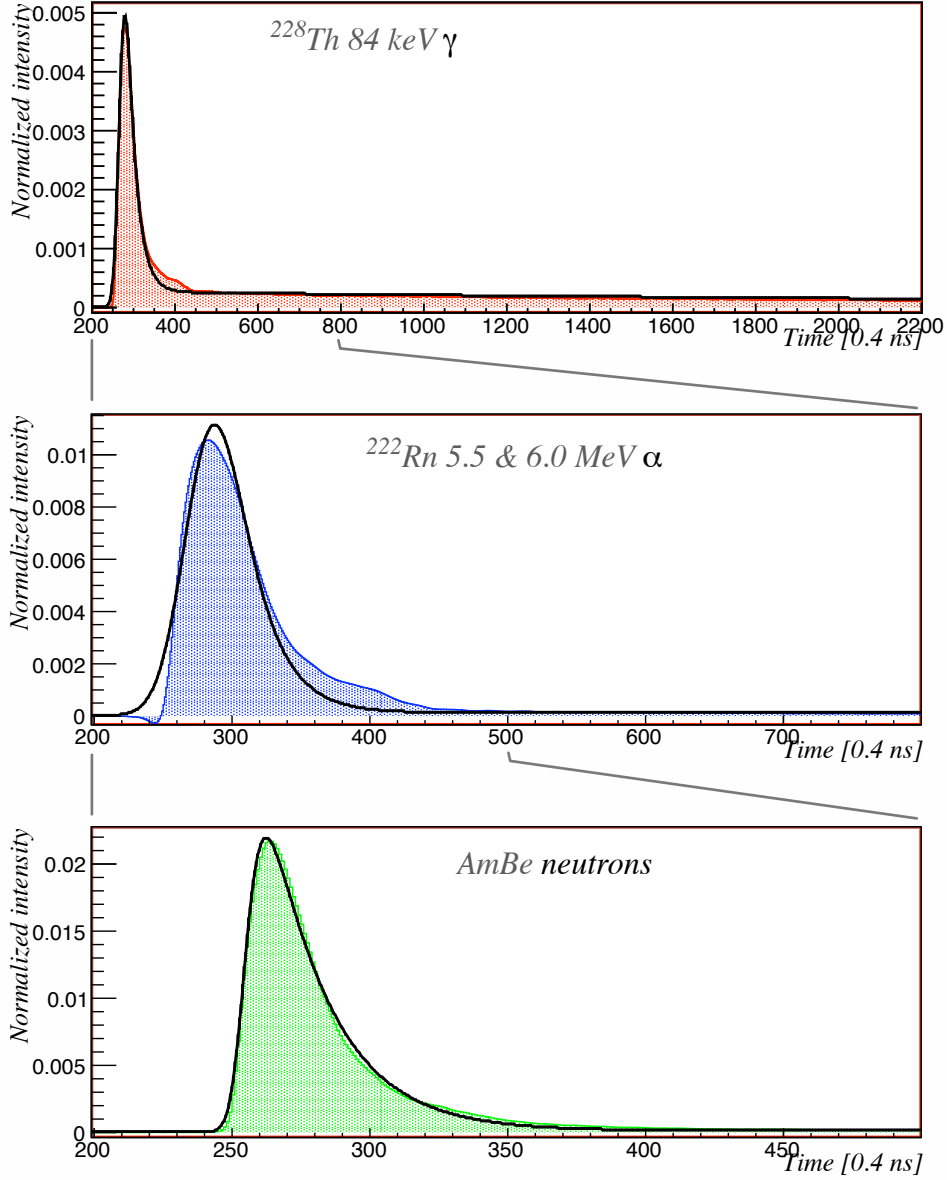 0.005
0.004
0.003
0.002
0.001
0
Normalized intensity
²²⁸Th 84 keV γ
200 400 600 800 1000 1200 1400 1600 1800 2000 2200
Time [0.4 ns]
0.01
0.008
0.006
0.004
0.002
0
Normalized intensity
²²²Rn 5.5 & 6.0 MeV α
200 300 400 500 600 700
Time [0.4 ns]
0.02
0.015
0.01
0.005
0
Normalized intensity
AmBe neutrons
200 250 300 350 400 450
Time [0.4 ns]